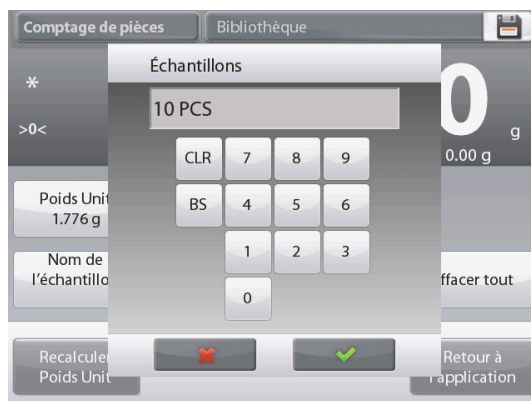 Comptage de pièces Bibliothèque
Échantillons
*
10 PCS
>0<
0 g
0.00 g
CLR 7 8 9
Poids Unit
1.776 g
BS 4 5 6
1 2 3
Nom de
l'échantillo
ffacer tout
0
Recaculer
Poids Unit
Retour à
l'application